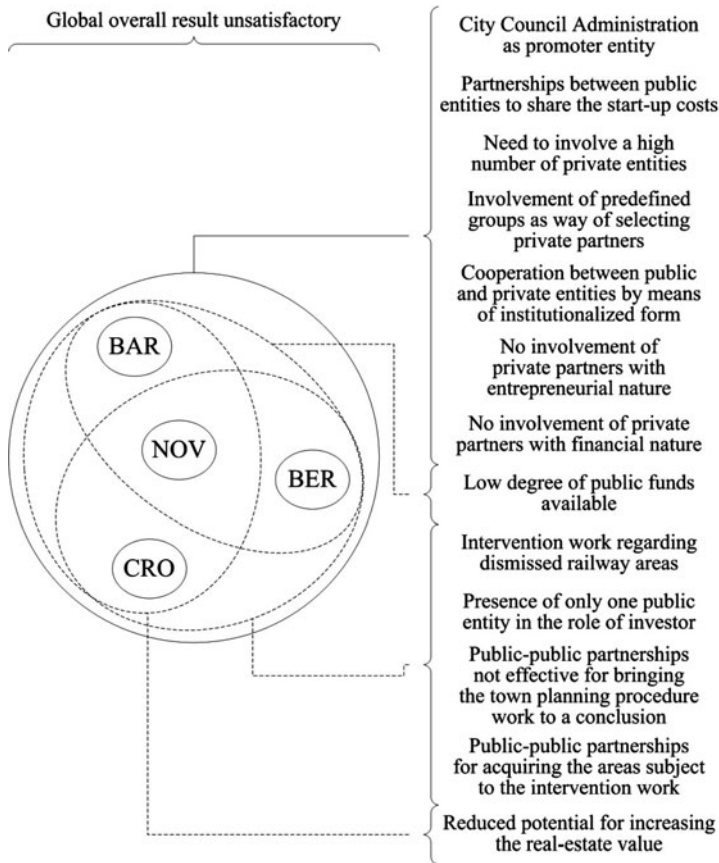 Global overall result unsatisfactory
City Council Administration
as promoter entity
Partnerships between public
entities to share the start-up costs
Need to involve a high
number of private entities
Involvement of predefined
groups as way of selecting
private partners
Cooperation between public
and private entities by means
of institutionalized form
No involvement of
private partners with
entrepreneurial nature
No involvement of private
partners with financial nature
Low degree of public funds
available
Intervention work regarding
dismissed railway areas
Presence of only one public
entity in the role of investor
Public-public partnerships
not effective for bringing
the town planning procedure
work to a conclusion
Public-public partnerships
for acquiring the areas subject
to the intervention work
Reduced potential for increasing
the real-estate value
BAR
NOV
BER
CRO